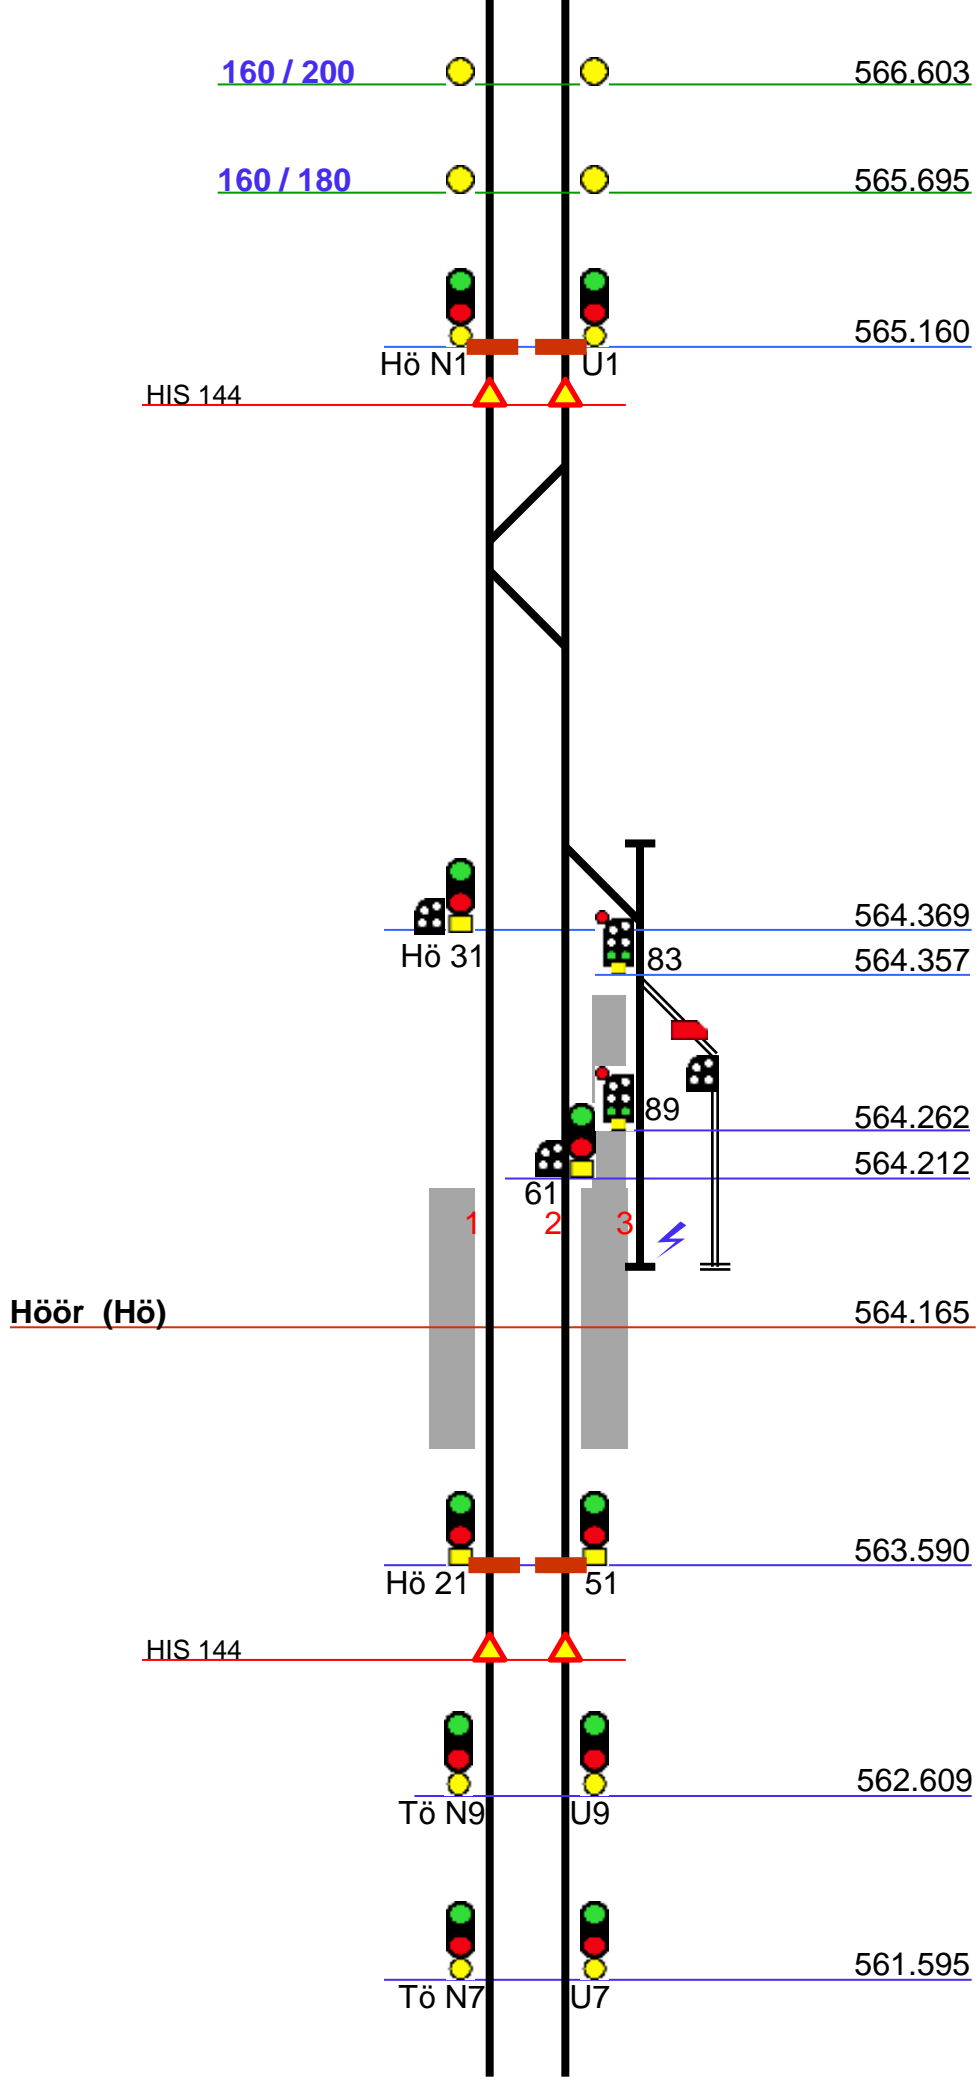 160 / 200 566.603
160 / 180 565.695
565.160
Hö N1 U1
HIS 144
564.369
Hö 31 83 564.357
89 564.262
564.212
61
1 2 3
Höör (Hö) 564.165
563.590
Hö 21 51
HIS 144
562.609
Tö N9 U9
561.595
Tö N7 U7